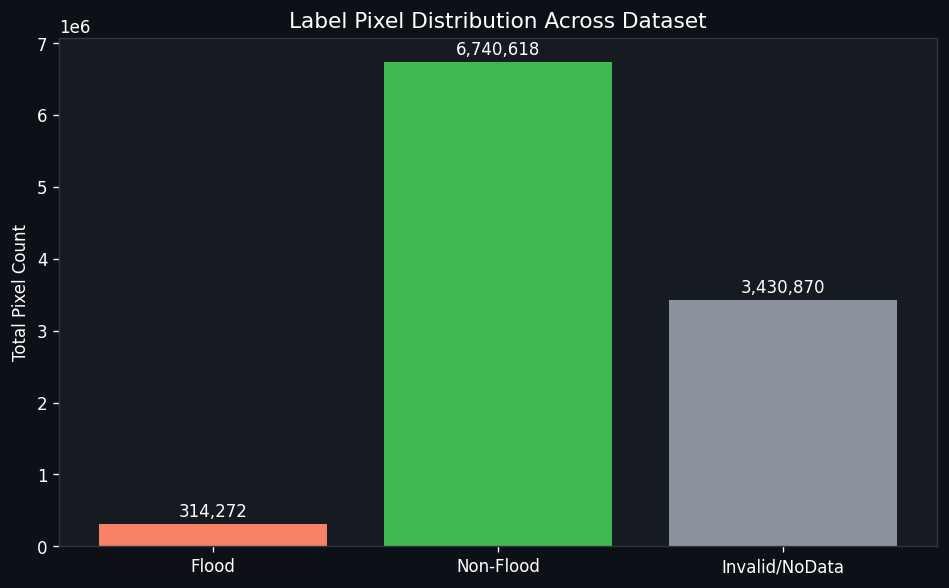 Label Pixel Distribution Across Dataset
1e6
7
6
5
4
3
2
1
0
Total Pixel Count
314,272
6,740,618
3,430,870
Flood
Non-Flood
Invalid/NoData